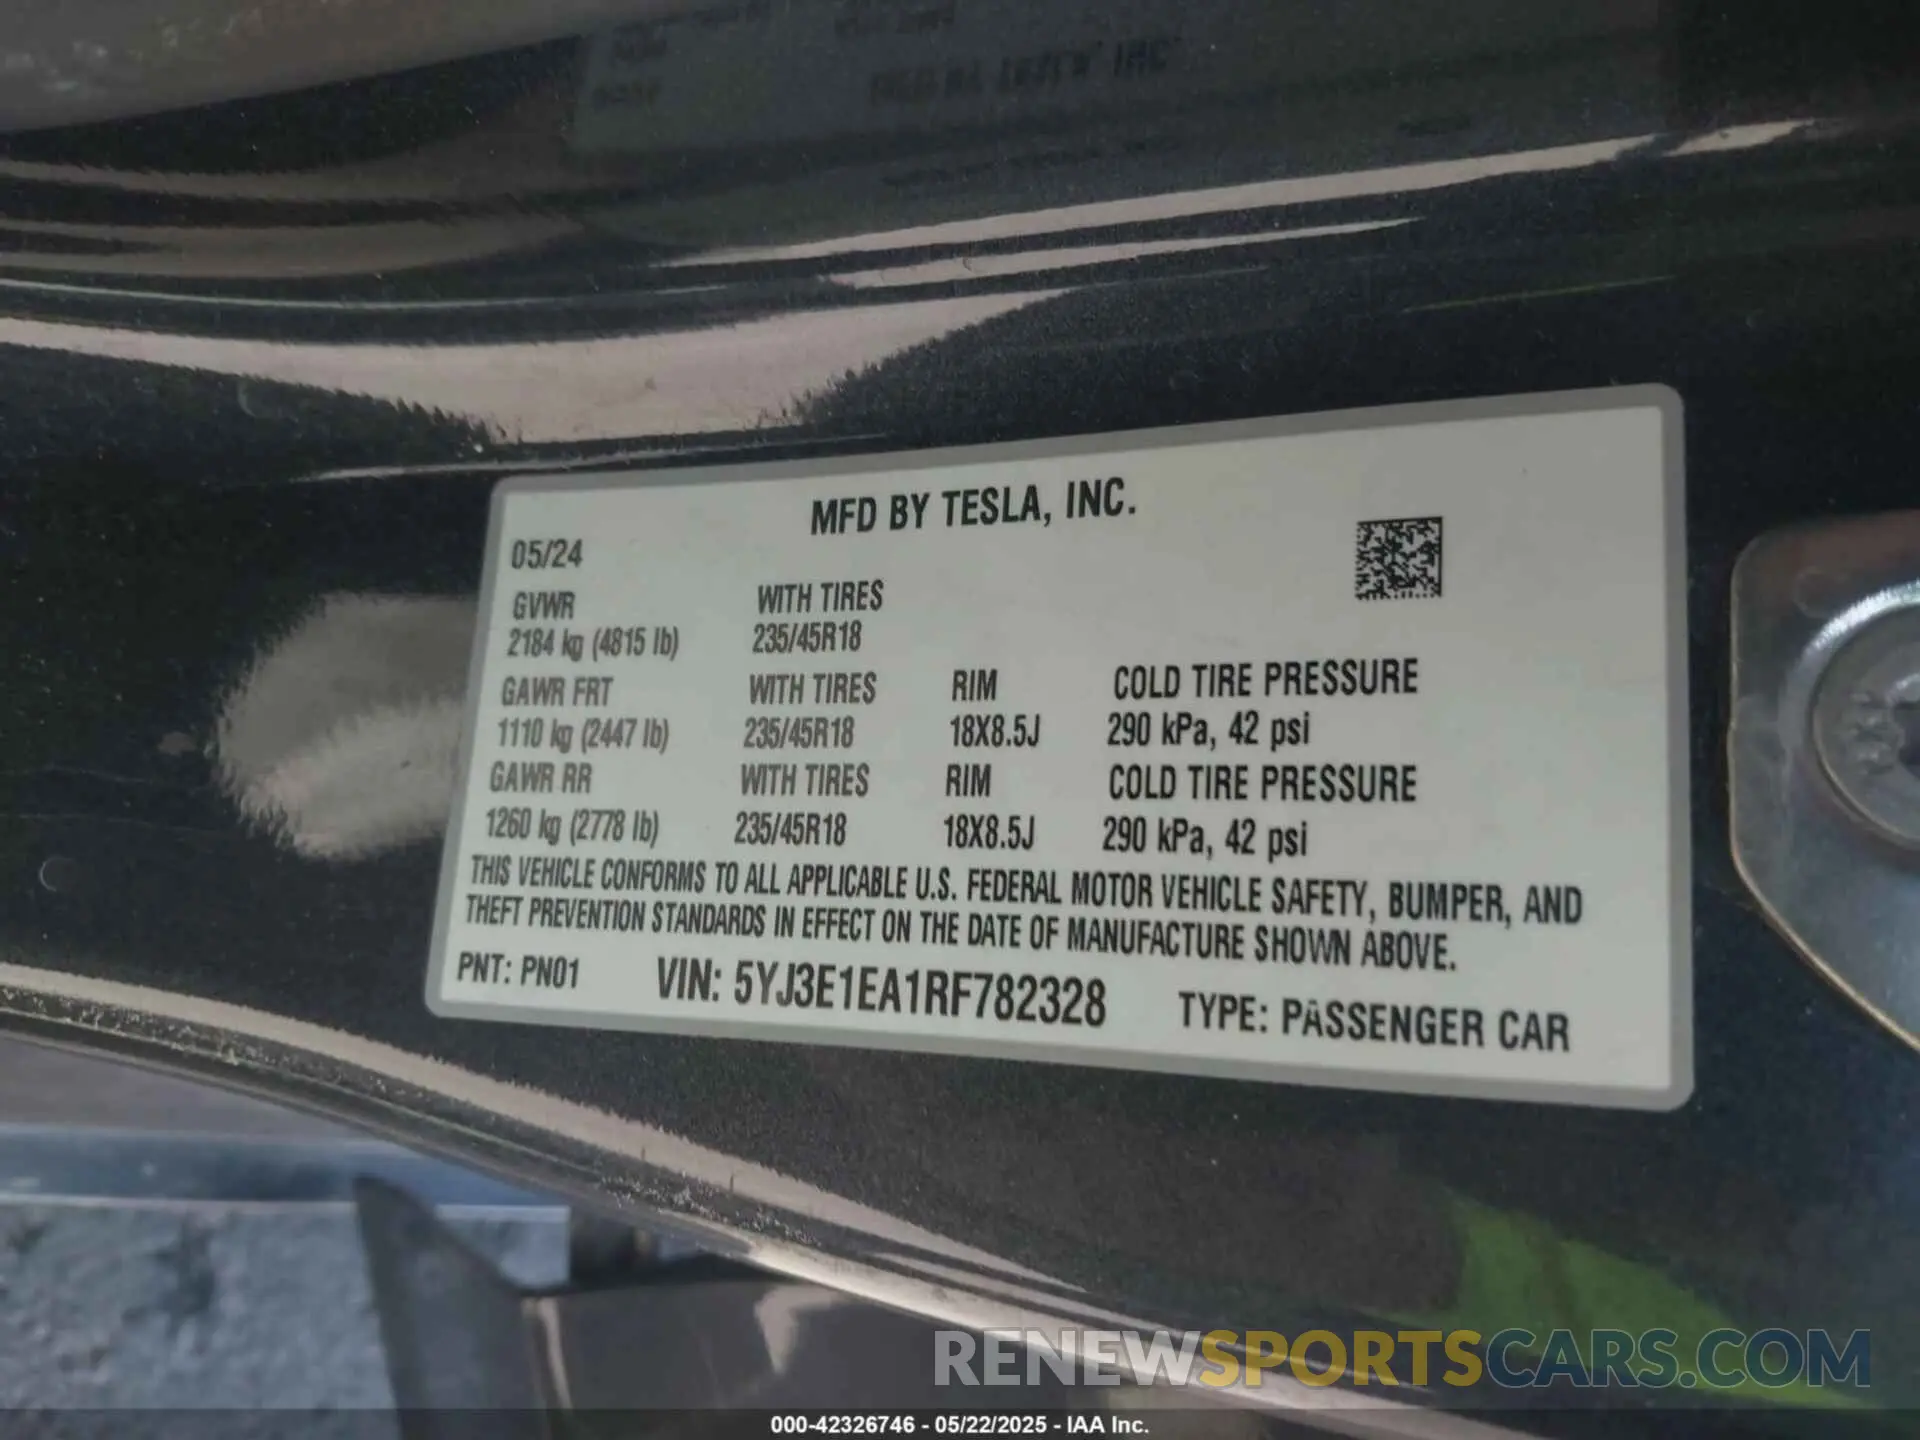 MFD BY TESLA, INC.
05/24
GVWR WITH TIRES
2184 kg (4815 lb) 235/45R18
GAWR FRT WITH TIRES RIM COLD TIRE PRESSURE
1110 kg (2447 lb) 235/45R18 18X8.5J 290 kPa, 42 psi
GAWR RR WITH TIRES RIM COLD TIRE PRESSURE
1260 kg (2778 lb) 235/45R18 18X8.5J 290 kPa, 42 psi
THIS VEHICLE CONFORMS TO ALL APPLICABLE U.S. FEDERAL MOTOR VEHICLE SAFETY, BUMPER, AND
THEFT PREVENTION STANDARDS IN EFFECT ON THE DATE OF MANUFACTURE SHOWN ABOVE.
PNT: PN01 VIN: 5YJ3E1EA1RF782328 TYPE: PASSENGER CAR
RENEWSPORTSCARS.COM
000-42326746 - 05/22/2025 - IAA Inc.